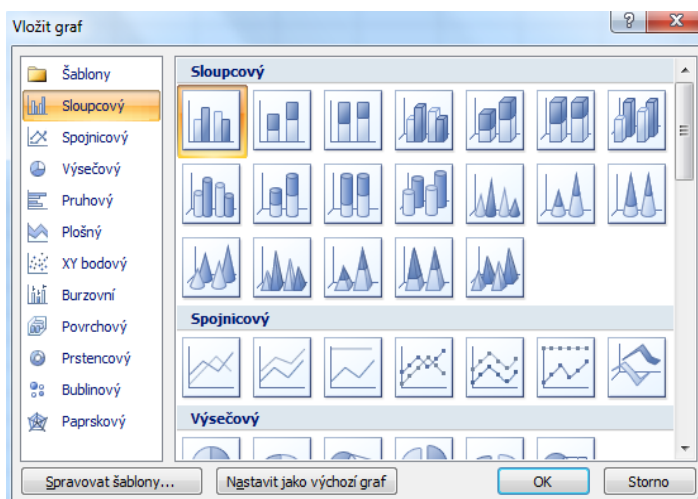 Vložit graf
Šablony
Sloupcový
Spojnicový
Výsečový
Pruhový
Plošný
XY bodový
Burzovní
Povrchový
Prstencový
Bublinový
Paprskový
Sloupcový
Spojnicový
Výsečový
Spravovat šablony...
Nastavit jako výchozí graf
OK
Storno